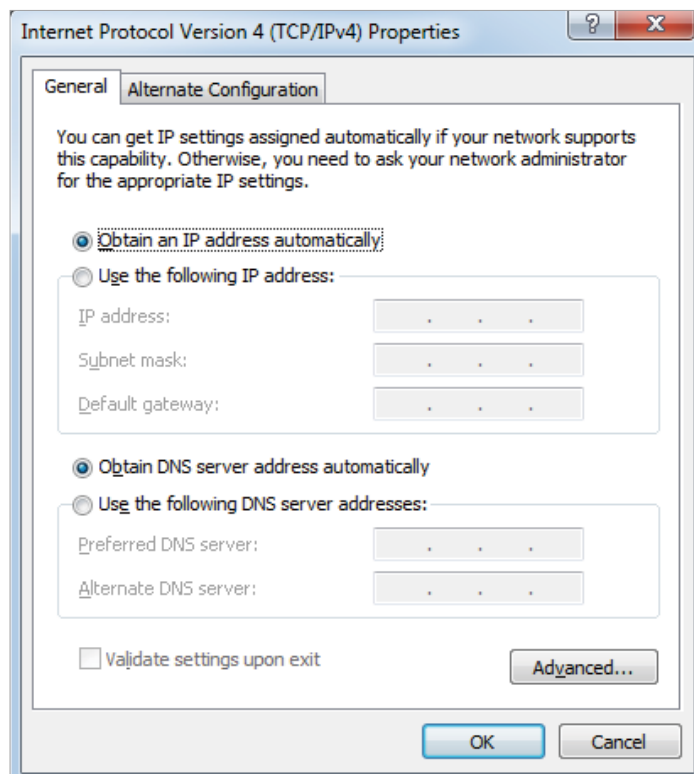 Internet Protocol Version 4 (TCP/IPv4) Properties
General
Alternate Configuration
You can get IP settings assigned automatically if your network supports
this capability. Otherwise, you need to ask your network administrator
for the appropriate IP settings.
Obtain an IP address automatically
Use the following IP address:
IP address:
Subnet mask:
Default gateway:
Obtain DNS server address automatically
Use the following DNS server addresses:
Preferred DNS server:
Alternate DNS server:
Validate settings upon exit
Advanced...
OK
Cancel